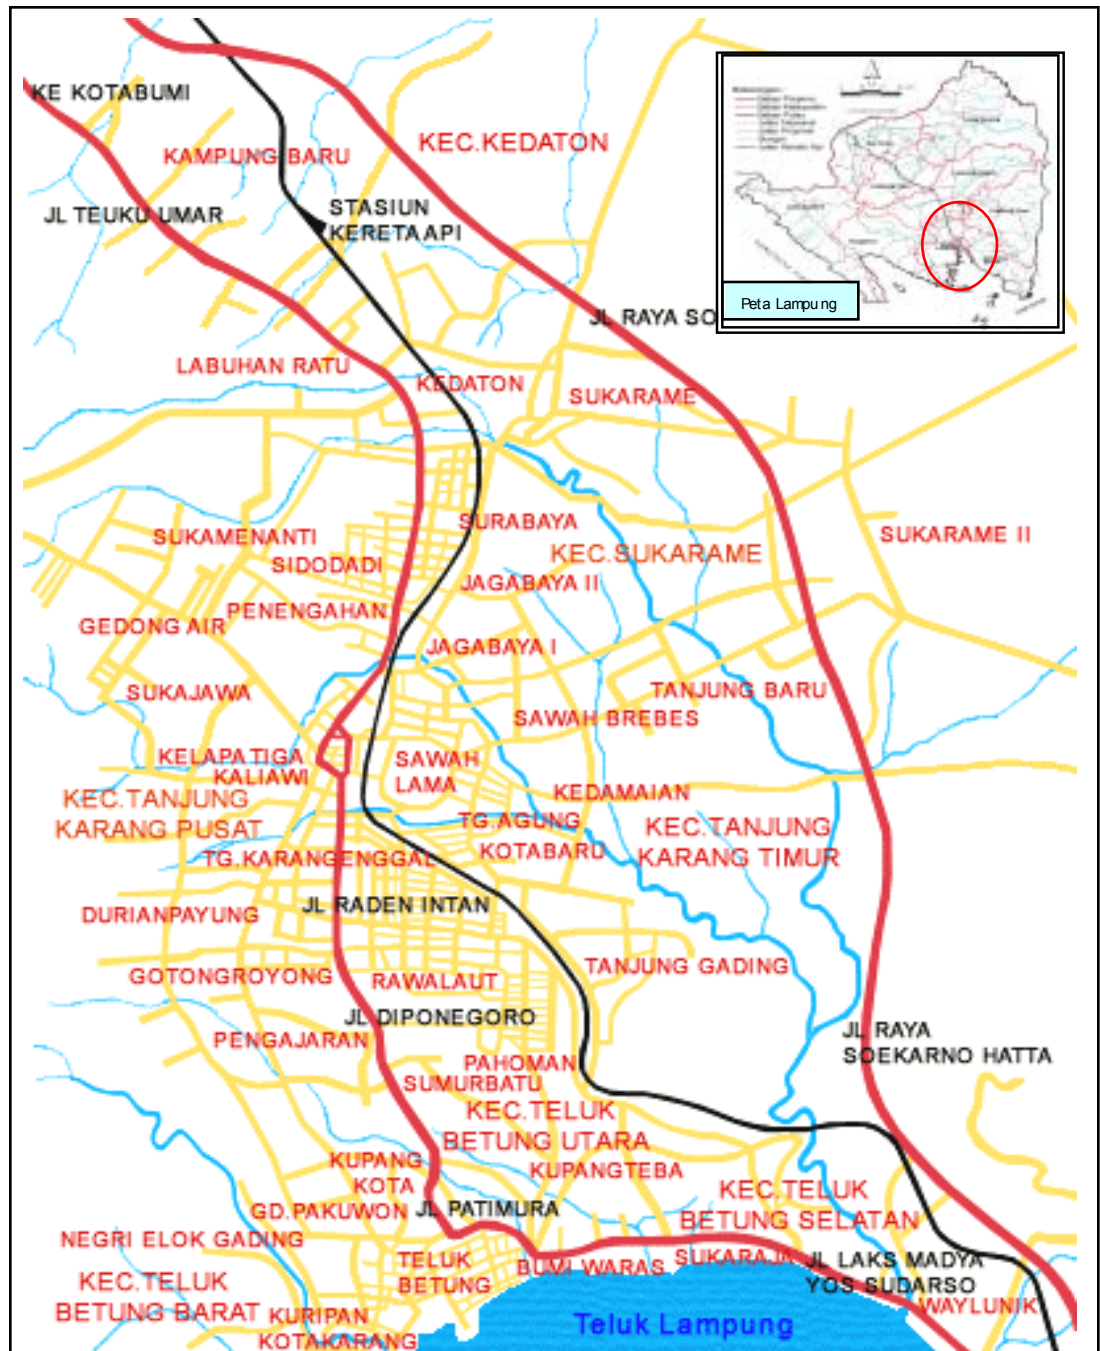 KE KOTABUMI
KEC.KEDATON
KAMPUNG BARU
JL TEUKU UMAR
STASIUN
KERETAAPI
Peta Lampung
JL RAYA SO
LABUHAN RATU
KEDATON
SUKARAME
SURABAYA
SUKARAME II
SUKAMENANTI
KEC.SUKARAME
SIDODADI
JAGABAYA II
PENENGAHAN
GEDONG AIR
JAGABAYA I
SUKAJAWA
TANJUNG BARU
SAWAH BREBES
KELAPATIGA
KALIAWI
SAWAH
LAMA
KEDAMAIAN
KEC.TANJUNG
KARANG PUSAT
TG.AGUNG
KEC.TANJUNG
KARANG TIMUR
KOTABARU
TG.KARANGENGGAL
JL RADEN INTAN
DURIANPAYUNG
GOTONGROYONG
RAWALAUT
TANJUNG GADING
JL DIPONEGORO
PENGAJARAN
JL RAYA
SOEKARNO HATTA
PAHOMAN
SUMURBATU
KEC.TELUK
BETUNG UTARA
KUPANG
KOTA
KUPANGTEBA
KEC.TELUK
BETUNG SELATAN
GD.PAKUWON
JL PATIMURA
NEGRI ELOK GADING
TELUK
BETUNG
BUMI WARAS
SUKARAJA
JL LAKS MADYA
YOS SUDARSO
KEC.TELUK
BETUNG BARAT
KURIPAN
KOTAKARANG
WAYLUNIK
Teluk Lampung